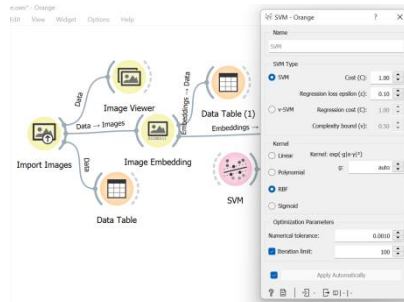 e.ows* - Orange
Edit View Widget Options Help
Data
Image Viewer
Data → Images
Import Images
Image Embedding
Embeddings → Data
Data Table (1)
Embeddings →
Data
Data Table
SVM
SVM - Orange ? X
Name
SVM
SVM Type
SVM Cost (C): 1.00
Regression loss epsilon (ε): 0.10
ν-SVM Regression cost (C): 1.00
Complexity bound (ν): 0.50
Kernel
Linear Kernel: exp(-g|x-y|²)
Polynomial g: auto
RBF
Sigmoid
Optimization Parameters
Numerical tolerance: 0.0010
Iteration limit: 100
Apply Automatically